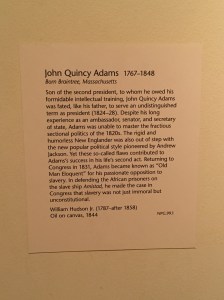 John Quincy Adams 1767–1848
Born Braintree, Massachusetts
Son of the second president, to whom he owed his
formidable intellectual training, John Quincy Adams
was fated, like his father, to serve an undistinguished
term as president (1824–28). Despite his long
experience as an ambassador, senator, and secretary
of state, Adams was unable to master the fractious
sectional politics of the 1820s. The rigid and
humorless New Englander was also out of step with
the new popular political style pioneered by Andrew
Jackson. Yet these so-called flaws contributed to
Adams's success in his life's second act. Returning to
Congress in 1831, Adams became known as "Old
Man Eloquent" for his passionate opposition to
slavery. In defending the African prisoners on
the slave ship Amistad, he made the case in
Congress that slavery was not just immoral but
unconstitutional.
William Hudson Jr. (1787–after 1858)
Oil on canvas, 1844